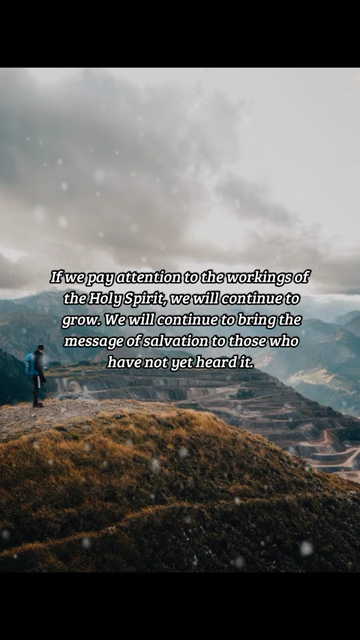 If we pay attention to the workings of
the Holy Spirit, we will continue to
grow. We will continue to bring the
message of salvation to those who
have not yet heard it.